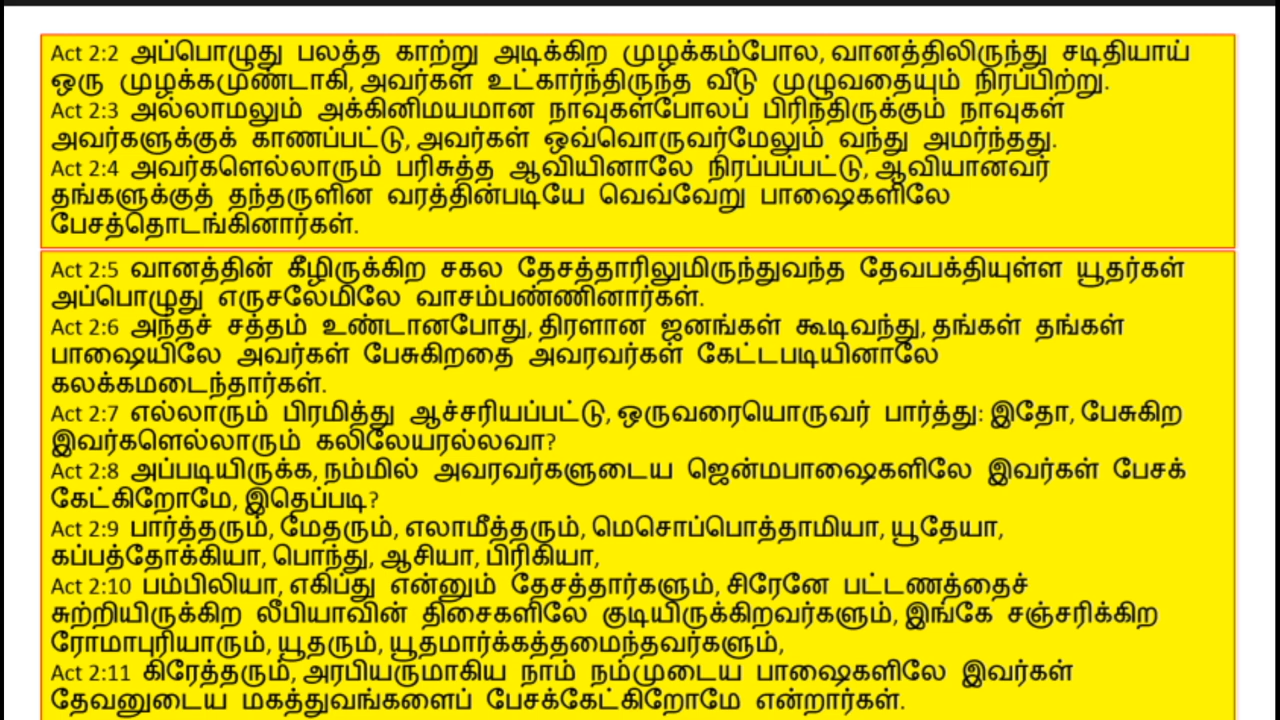 Act 2:2 அப்பொழுது பலத்த காற்று அடிக்கிற முழக்கம்போல, வானத்திலிருந்து சடிதியாய்
ஒரு முழக்கமுண்டாகி, அவர்கள் உட்கார்ந்திருந்த வீடு முழுவதையும் நிரப்பிற்று.
Act 2:3 அல்லாமலும் அக்கினிமயமான நாவுகள்போலப் பிரிந்திருக்கும் நாவுகள்
அவர்களுக்குக் காணப்பட்டு, அவர்கள் ஒவ்வொருவர்மேலும் வந்து அமர்ந்தது.
Act 2:4 அவர்களெல்லாரும் பரிசுத்த ஆவியினாலே நிரப்பப்பட்டு, ஆவியானவர்
தங்களுக்குத் தந்தருளின வரத்தின்படியே வெவ்வேறு பாஷைகளிலே
பேசத்தொடங்கினார்கள்.
Act 2:5 வானத்தின் கீழிருக்கிற சகல தேசத்தாரிலுமிருந்துவந்த தேவபக்தியுள்ள யூதர்கள்
அப்பொழுது எருசலேமிலே வாசம்பண்ணினார்கள்.
Act 2:6 அந்தச் சத்தம் உண்டானபோது, திரளான ஜனங்கள் கூடிவந்து, தங்கள் தங்கள்
பாஷையிலே அவர்கள் பேசுகிறதை அவரவர்கள் கேட்டபடியினாலே
கலக்கமடைந்தார்கள்.
Act 2:7 எல்லாரும் பிரமித்து ஆச்சரியப்பட்டு, ஒருவரையொருவர் பார்த்து: இதோ, பேசுகிற
இவர்களெல்லாரும் கலிலேயரல்லவா?
Act 2:8 அப்படியிருக்க, நம்மில் அவரவர்களுடைய ஜென்மபாஷைகளிலே இவர்கள் பேசக்
கேட்கிறோமே, இதெப்படி?
Act 2:9 பார்த்தரும், மேதரும், எலாமீத்தரும், மெசொப்பொத்தாமியா, யூதேயா,
கப்பத்தோக்கியா, பொந்து, ஆசியா, பிரிகியா,
Act 2:10 பம்பிலியா, எகிப்து என்னும் தேசத்தார்களும், சிரேனே பட்டணத்தைச்
சுற்றியிருக்கிற லீபியாவின் திசைகளிலே குடியிருக்கிறவர்களும், இங்கே சஞ்சரிக்கிற
ரோமாபுரியாரும், யூதரும், யூதமார்க்கத்தமைந்தவர்களும்,
Act 2:11 கிரேத்தரும், அரபியருமாகிய நாம் நம்முடைய பாஷைகளிலே இவர்கள்
தேவனுடைய மகத்துவங்களைப் பேசக்கேட்கிறோமே என்றார்கள்.